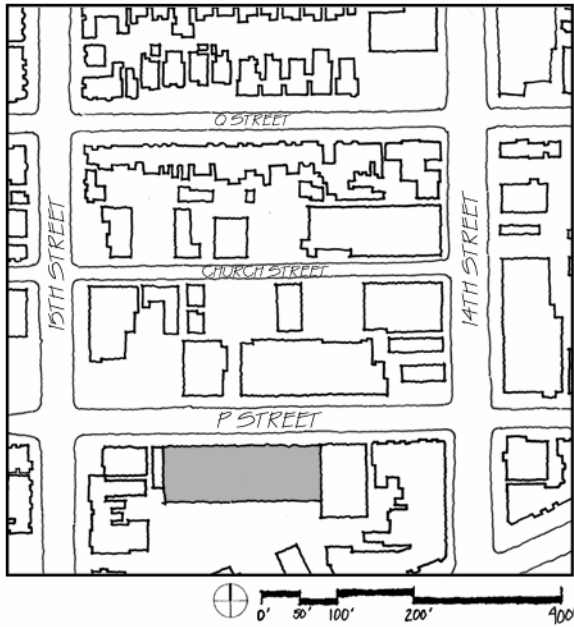 Q STREET
15TH STREET
14TH STREET
CHURCH STREET
P STREET
0' 50' 100' 200' 400'